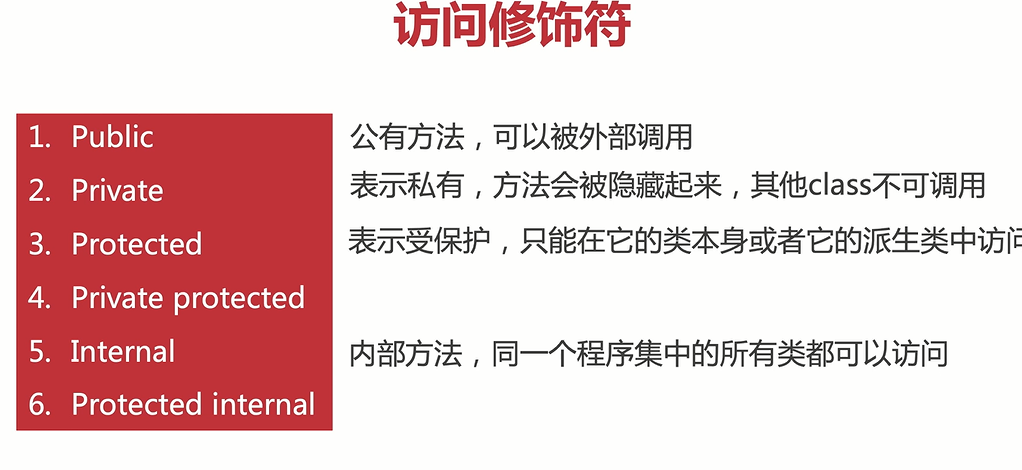 访问修饰符
1. Public 公有方法，可以被外部调用
2. Private 表示私有，方法会被隐藏起来，其他class不可调用
3. Protected 表示受保护，只能在它的类本身或者它的派生类中访问
4. Private protected
5. Internal 内部方法，同一个程序集中的所有类都可以访问
6. Protected internal